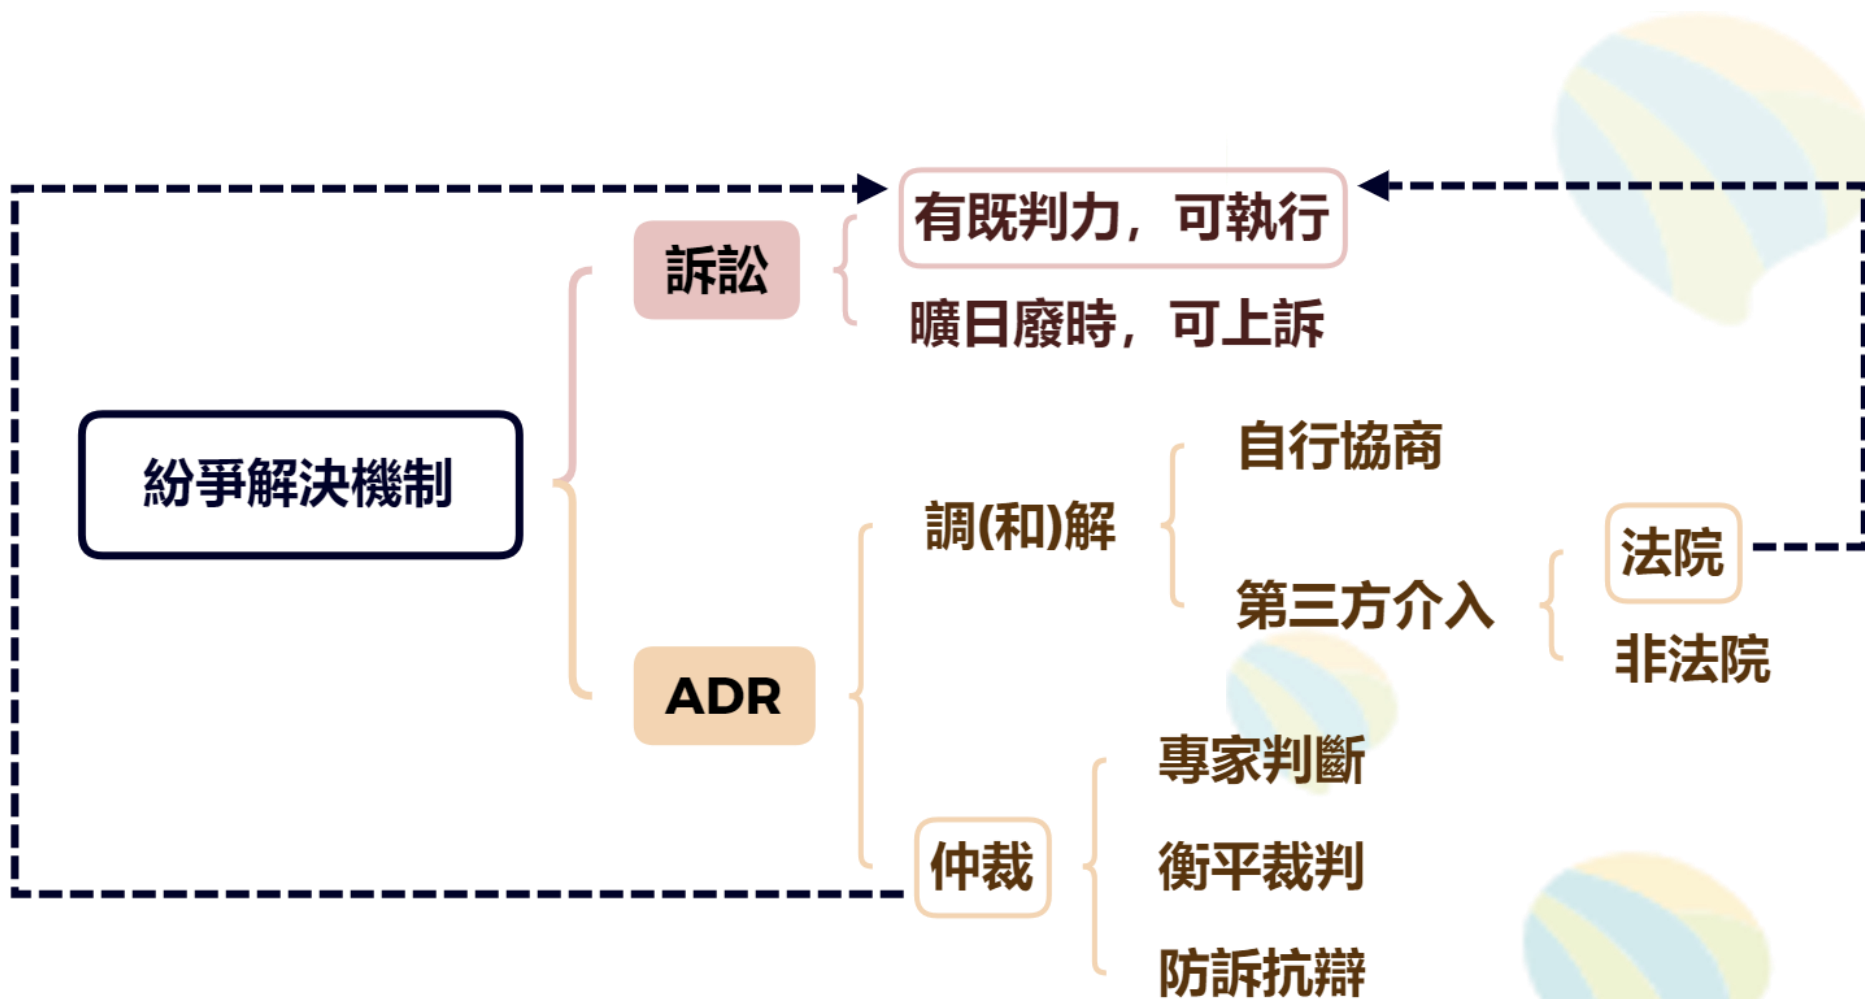 有既判力，可執行
訴訟
曠日廢時，可上訴
紛爭解決機制
自行協商
調(和)解
法院
第三方介入
非法院
ADR
專家判斷
仲裁
衡平裁判
防訴抗辯